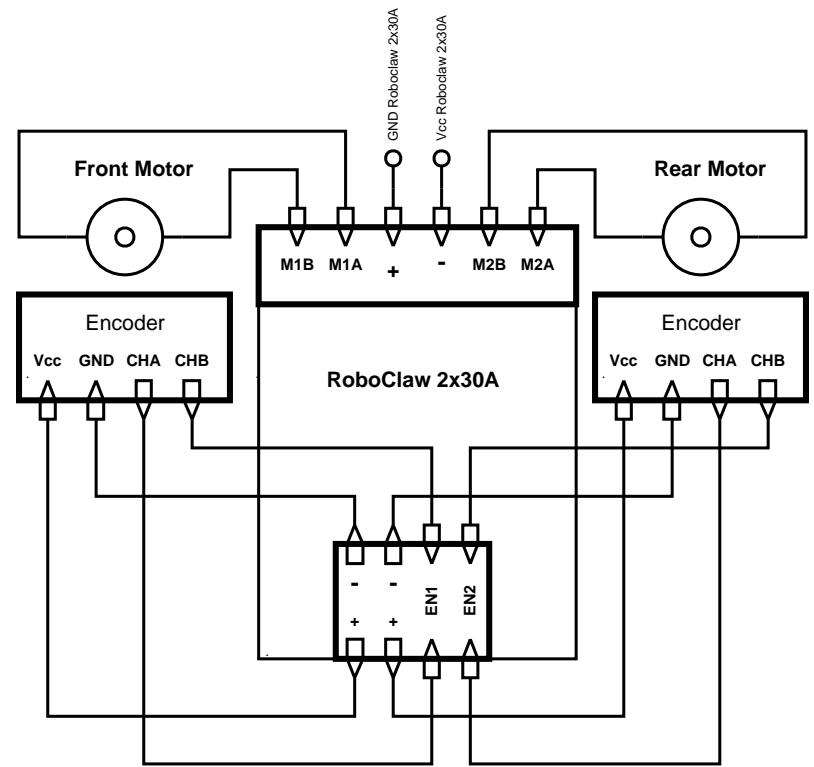 GND Roboclaw 2x30A
Vcc Roboclaw 2x30A
Front Motor
Rear Motor
M1B M1A + - M2B M2A
Encoder
Vcc GND CHA CHB
RoboClaw 2x30A
Encoder
Vcc GND CHA CHB
- - EN1 EN2
+ +